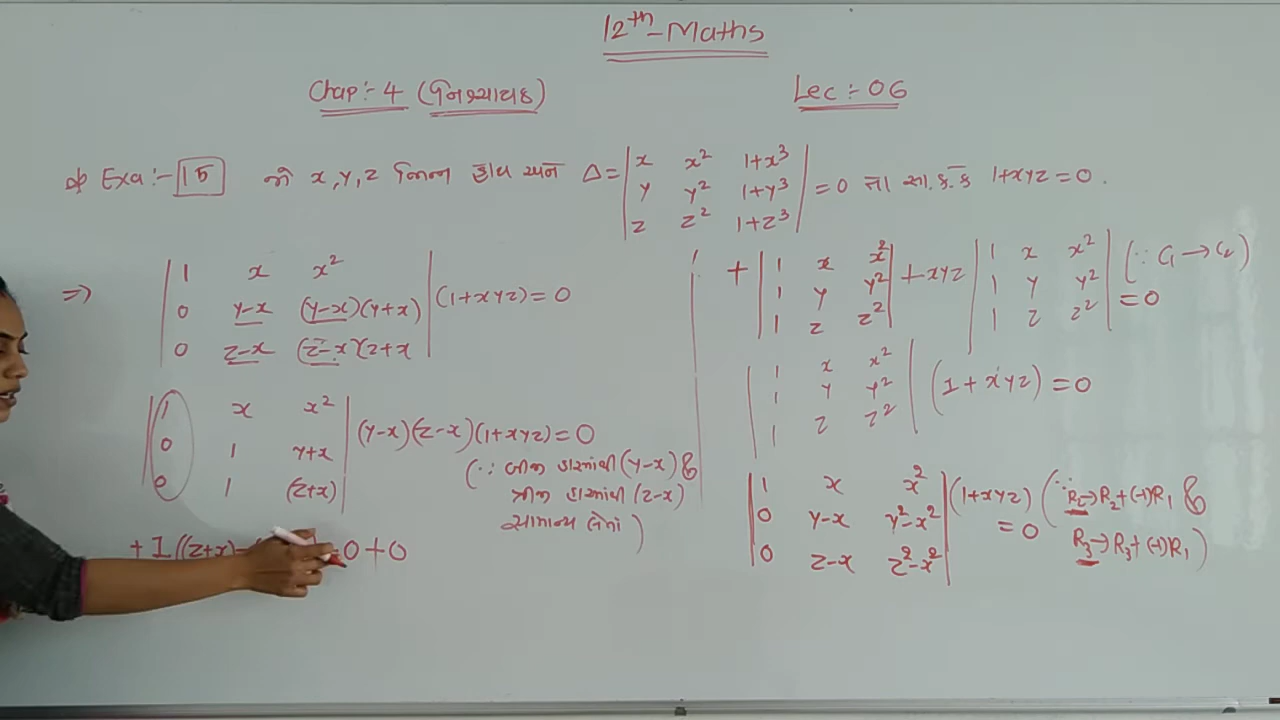 12th - Maths
Chap:- 4 (નિશ્ચાયક)
Lec :- 06
Exa:- 15 જો x, y, z ભિન્ન હોય અને Δ = | x x² 1+x³ | = 0 તો સા.કે. કે 1+xyz = 0.
| y y² 1+y³ |
| z z² 1+z³ |
+ | 1 x x² | + xyz | 1 x x² | (∵ C₁ → C₂)
| 1 y y² | | 1 y y² | = 0
| 1 z z² | | 1 z z² |
| 1 x x² | (1 + xyz) = 0
| 1 y y² |
| 1 z z² |
| 1 x x² | (1+xyz) = 0 (∵ R₂→R₂+(-1)R₁ &
| 0 y-x y²-x² |
| 0 z-x z²-x² | R₃→R₃+(-1)R₁)
⇒ | 1 x x² | (1+xyz) = 0
| 0 y-x (y-x)(y+x) |
| 0 z-x (z-x)(z+x |
| 1 x x² | (y-x)(z-x)(1+xyz) = 0
| 0 1 y+x |
| 0 1 (z+x) |
(∵ બીજી હારમાંથી (y-x) &
ત્રીજી હારમાંથી (z-x)
સામાન્ય લેતાં )
+ 1 ((z+x) - 0 + 0